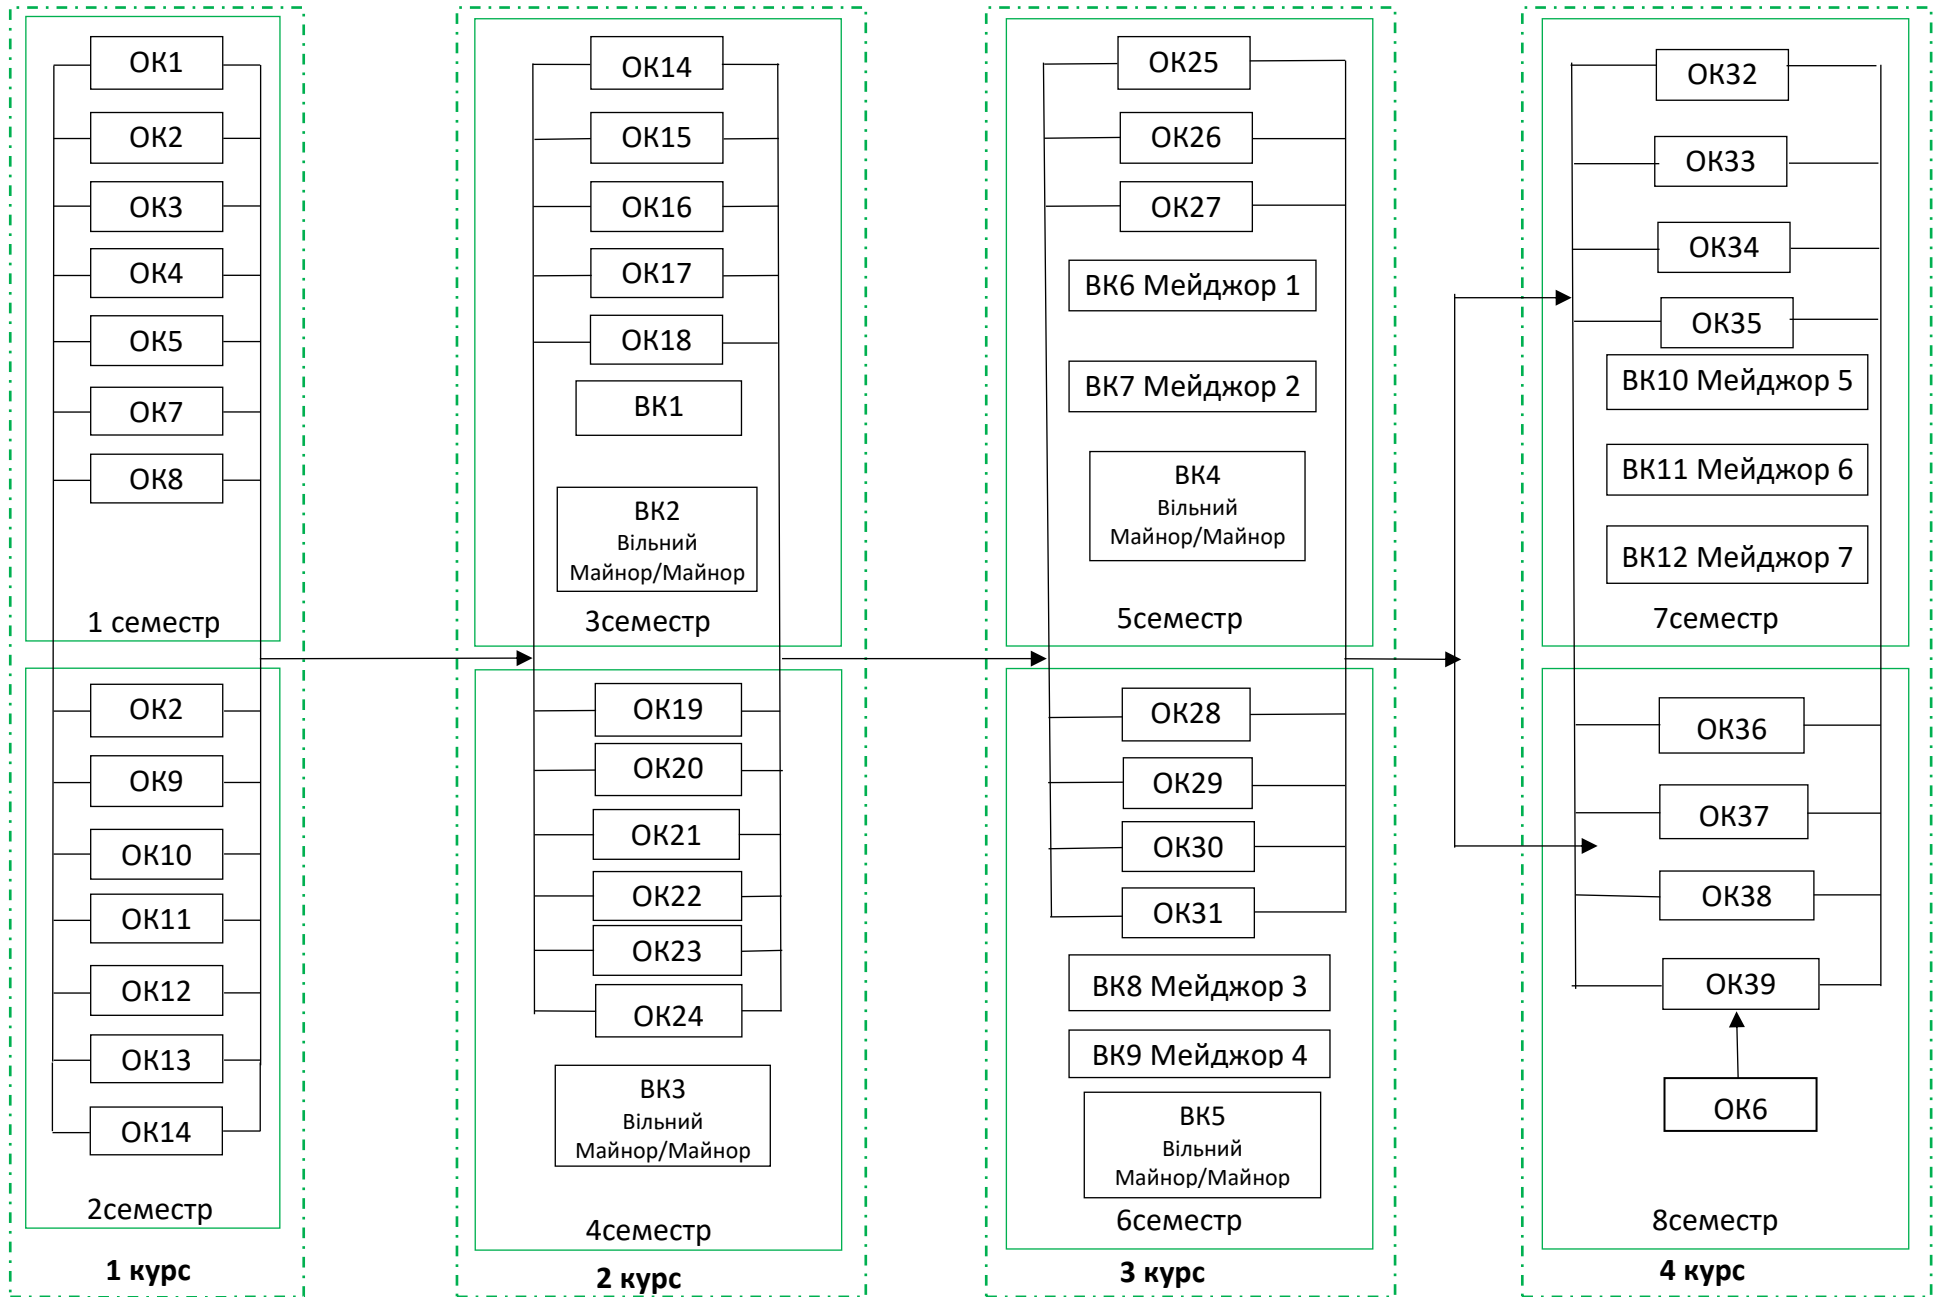 ОК1
ОК2
ОК3
ОК4
ОК5
ОК7
ОК8
1 семестр
ОК2
ОК9
ОК10
ОК11
ОК12
ОК13
ОК14
2семестр
1 курс
ОК14
ОК15
ОК16
ОК17
ОК18
ВК1
ВК2
Вільний
Майнор/Майнор
3семестр
ОК19
ОК20
ОК21
ОК22
ОК23
ОК24
ВК3
Вільний
Майнор/Майнор
4семестр
2 курс
ОК25
ОК26
ОК27
ВК6 Мейджор 1
ВК7 Мейджор 2
ВК4
Вільний
Майнор/Майнор
5семестр
ОК28
ОК29
ОК30
ОК31
ВК8 Мейджор 3
ВК9 Мейджор 4
ВК5
Вільний
Майнор/Майнор
6семестр
3 курс
ОК32
ОК33
ОК34
ОК35
ВК10 Мейджор 5
ВК11 Мейджор 6
ВК12 Мейджор 7
7семестр
ОК36
ОК37
ОК38
ОК39
ОК6
8семестр
4 курс